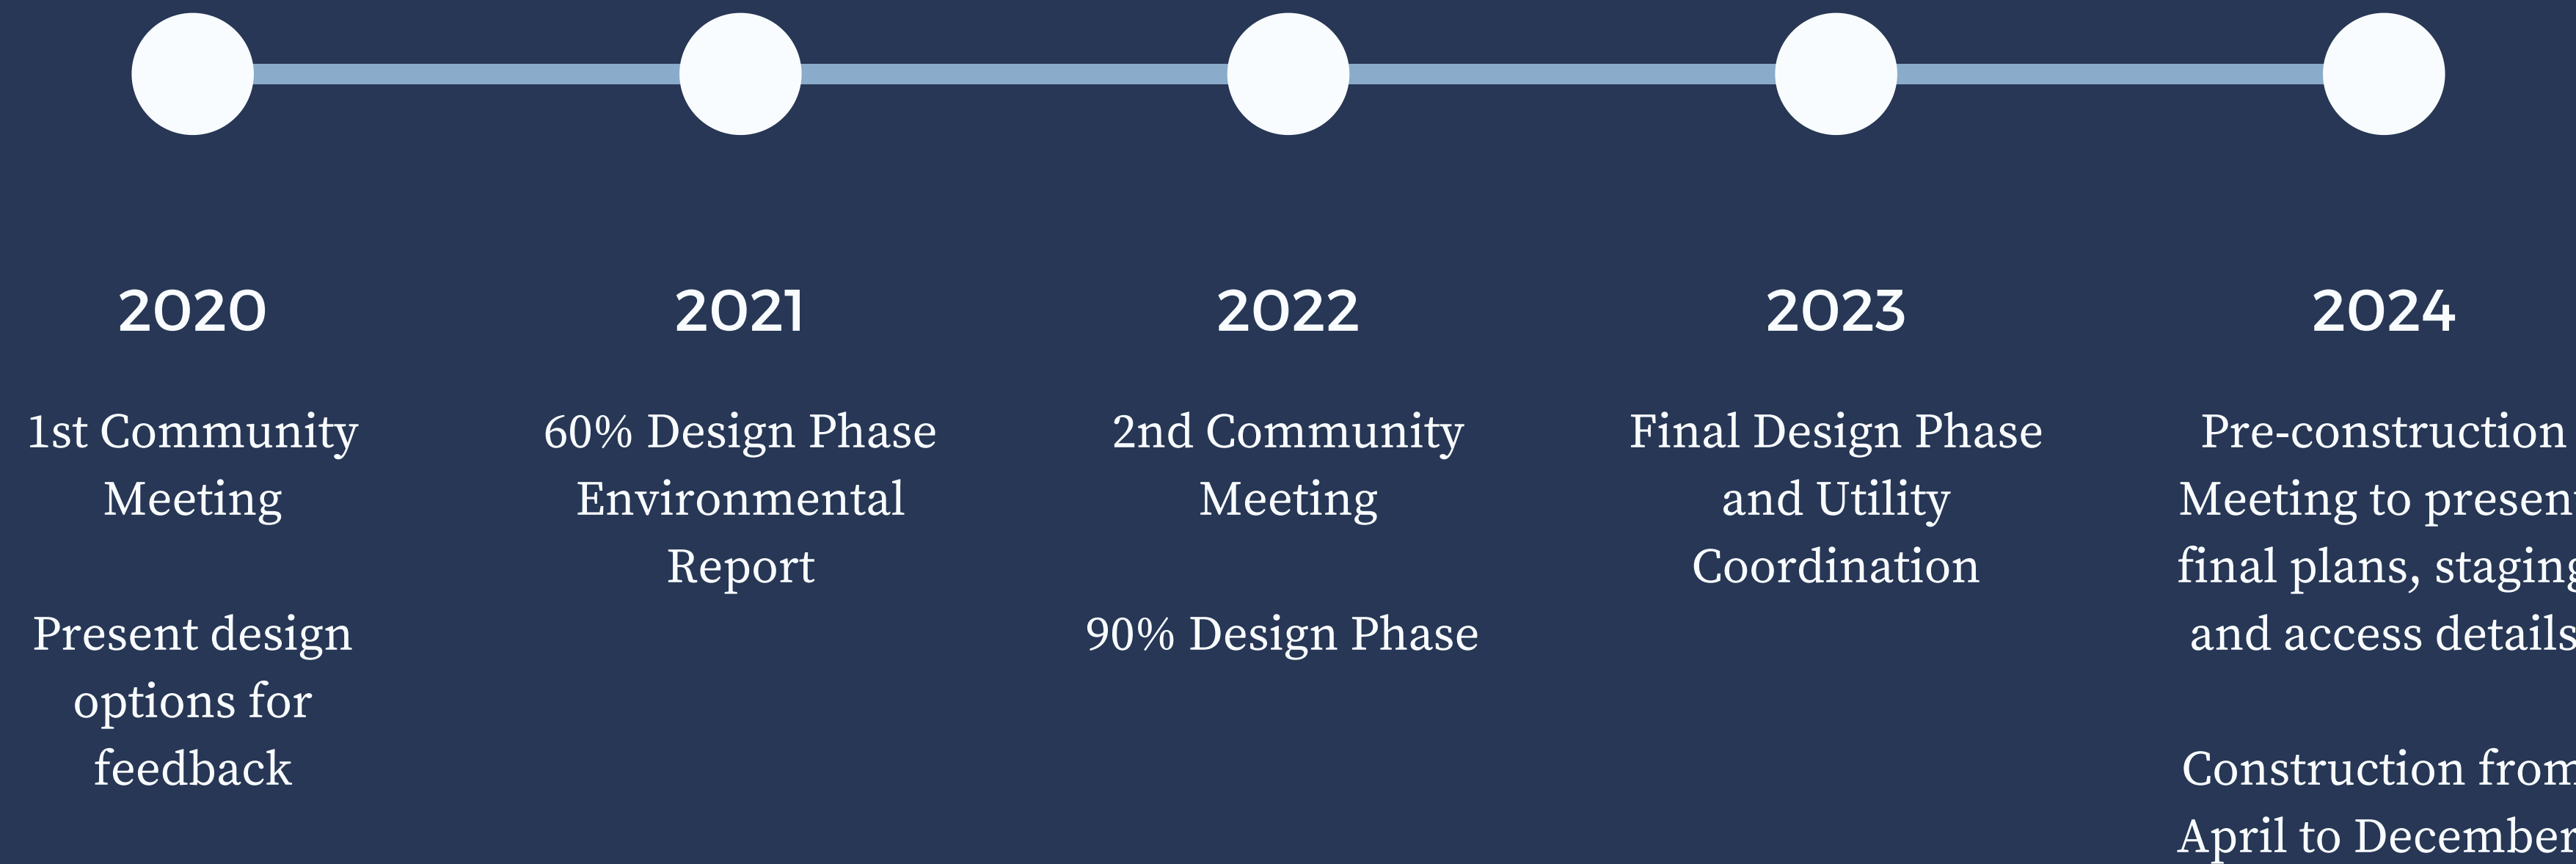 2020
1st Community
Meeting
Present design
options for
feedback
2021
60% Design Phase
Environmental
Report
2022
2nd Community
Meeting
90% Design Phase
2023
Final Design Phase
and Utility
Coordination
2024
Pre-construction
Meeting to present
final plans, staging
and access details
Construction from
April to December